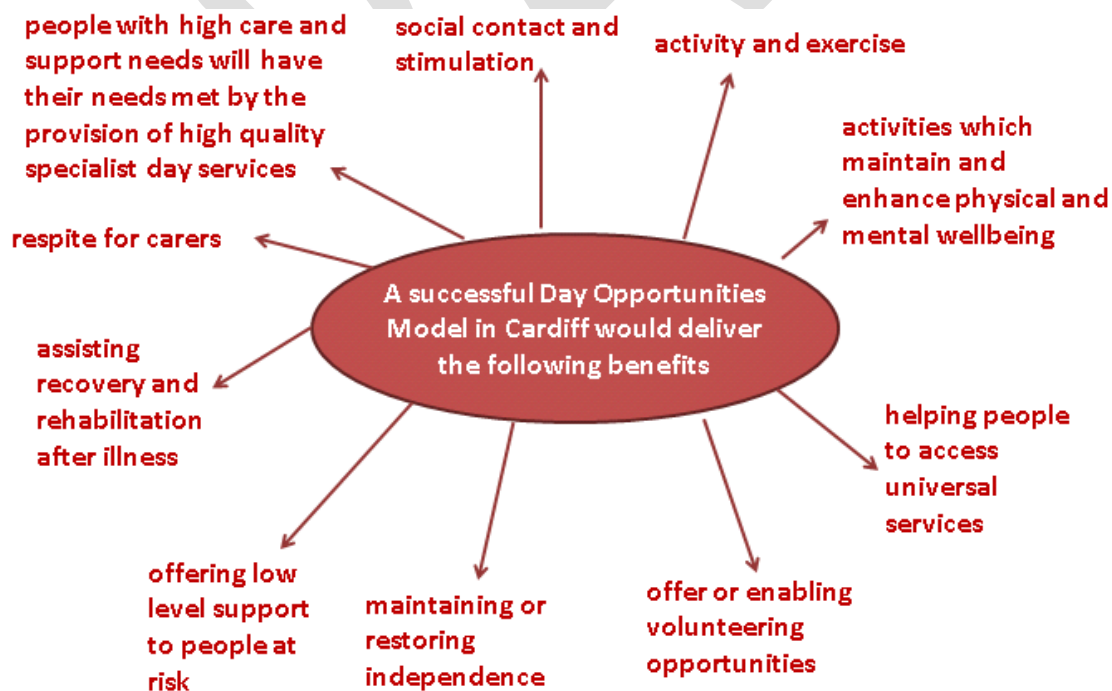 people with high care and
support needs will have
their needs met by the
provision of high quality
specialist day services
social contact and
stimulation
activity and exercise
activities which
maintain and
enhance physical and
mental wellbeing
respite for carers
A successful Day Opportunities
Model in Cardiff would deliver
the following benefits
assisting
recovery and
rehabilitation
after illness
helping people
to access
universal
services
offering low
level support
to people at
risk
maintaining or
restoring
independence
offer or enabling
volunteering
opportunities